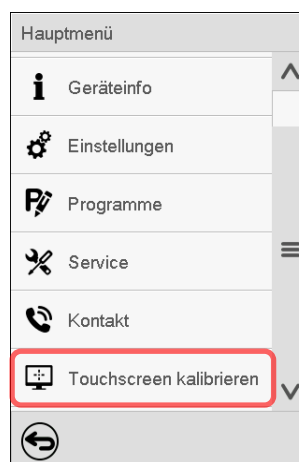 Hauptmenü
Geräteinfo
Einstellungen
Programme
Service
Kontakt
Touchscreen kalibrieren